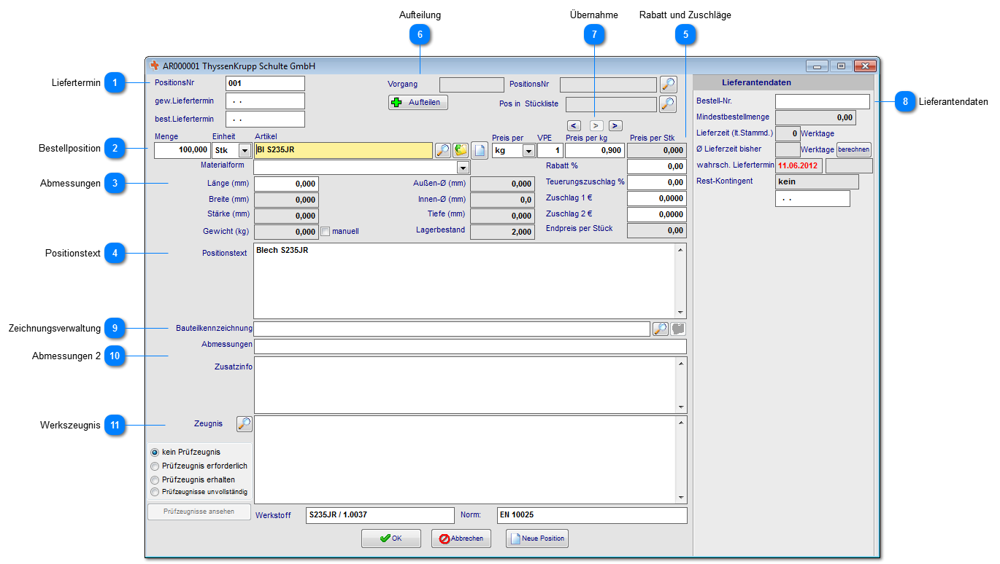 Aufteilung Übernahme Rabatt und Zuschläge
6 7 5
AR000001 ThyssenKrupp Schulte GmbH
Liefertermin 1 PositionsNr 001 Vorgang PositionsNr Lieferantendaten
gew.Liefertermin . . Aufteilen Pos in Stückliste Bestell-Nr. 8 Lieferantendaten
best.Liefertermin . . Mindestbestellmenge 0,00
< > > Lieferzeit (lt.Stammd.) 0 Werktage
Menge Einheit Artikel Preis per VPE Preis per kg Preis per Stk
Bestellposition 2 100,000 Stk Bl S235JR kg 1 0,900 0,000 Ø Lieferzeit bisher Werktage berechnen
Materialform Rabatt % 0,00 wahrsch. Liefertermin 11.06.2012
Abmessungen 3 Länge (mm) 0,000 Außen-Ø (mm) 0,000 Teuerungszuschlag % 0,00 Rest-Kontingent kein
Breite (mm) 0,000 Innen-Ø (mm) 0,0 Zuschlag 1 € 0,0000 . .
Stärke (mm) 0,000 Tiefe (mm) 0,000 Zuschlag 2 € 0,0000
Gewicht (kg) 0,000 manuell Lagerbestand 2,000 Endpreis per Stück 0,00
Positionstext 4 Positionstext Blech S235JR
Zeichnungsverwaltung 9 Bauteilkennzeichnung
Abmessungen
Abmessungen 2 10
Zusatzinfo
Werkszeugnis 11 Zeugnis
kein Prüfzeugnis
Prüfzeugnis erforderlich
Prüfzeugnis erhalten
Prüfzeugnisse unvollständig
Prüfzeugnisse ansehen
Werkstoff S235JR / 1.0037 Norm: EN 10025
OK Abbrechen Neue Position